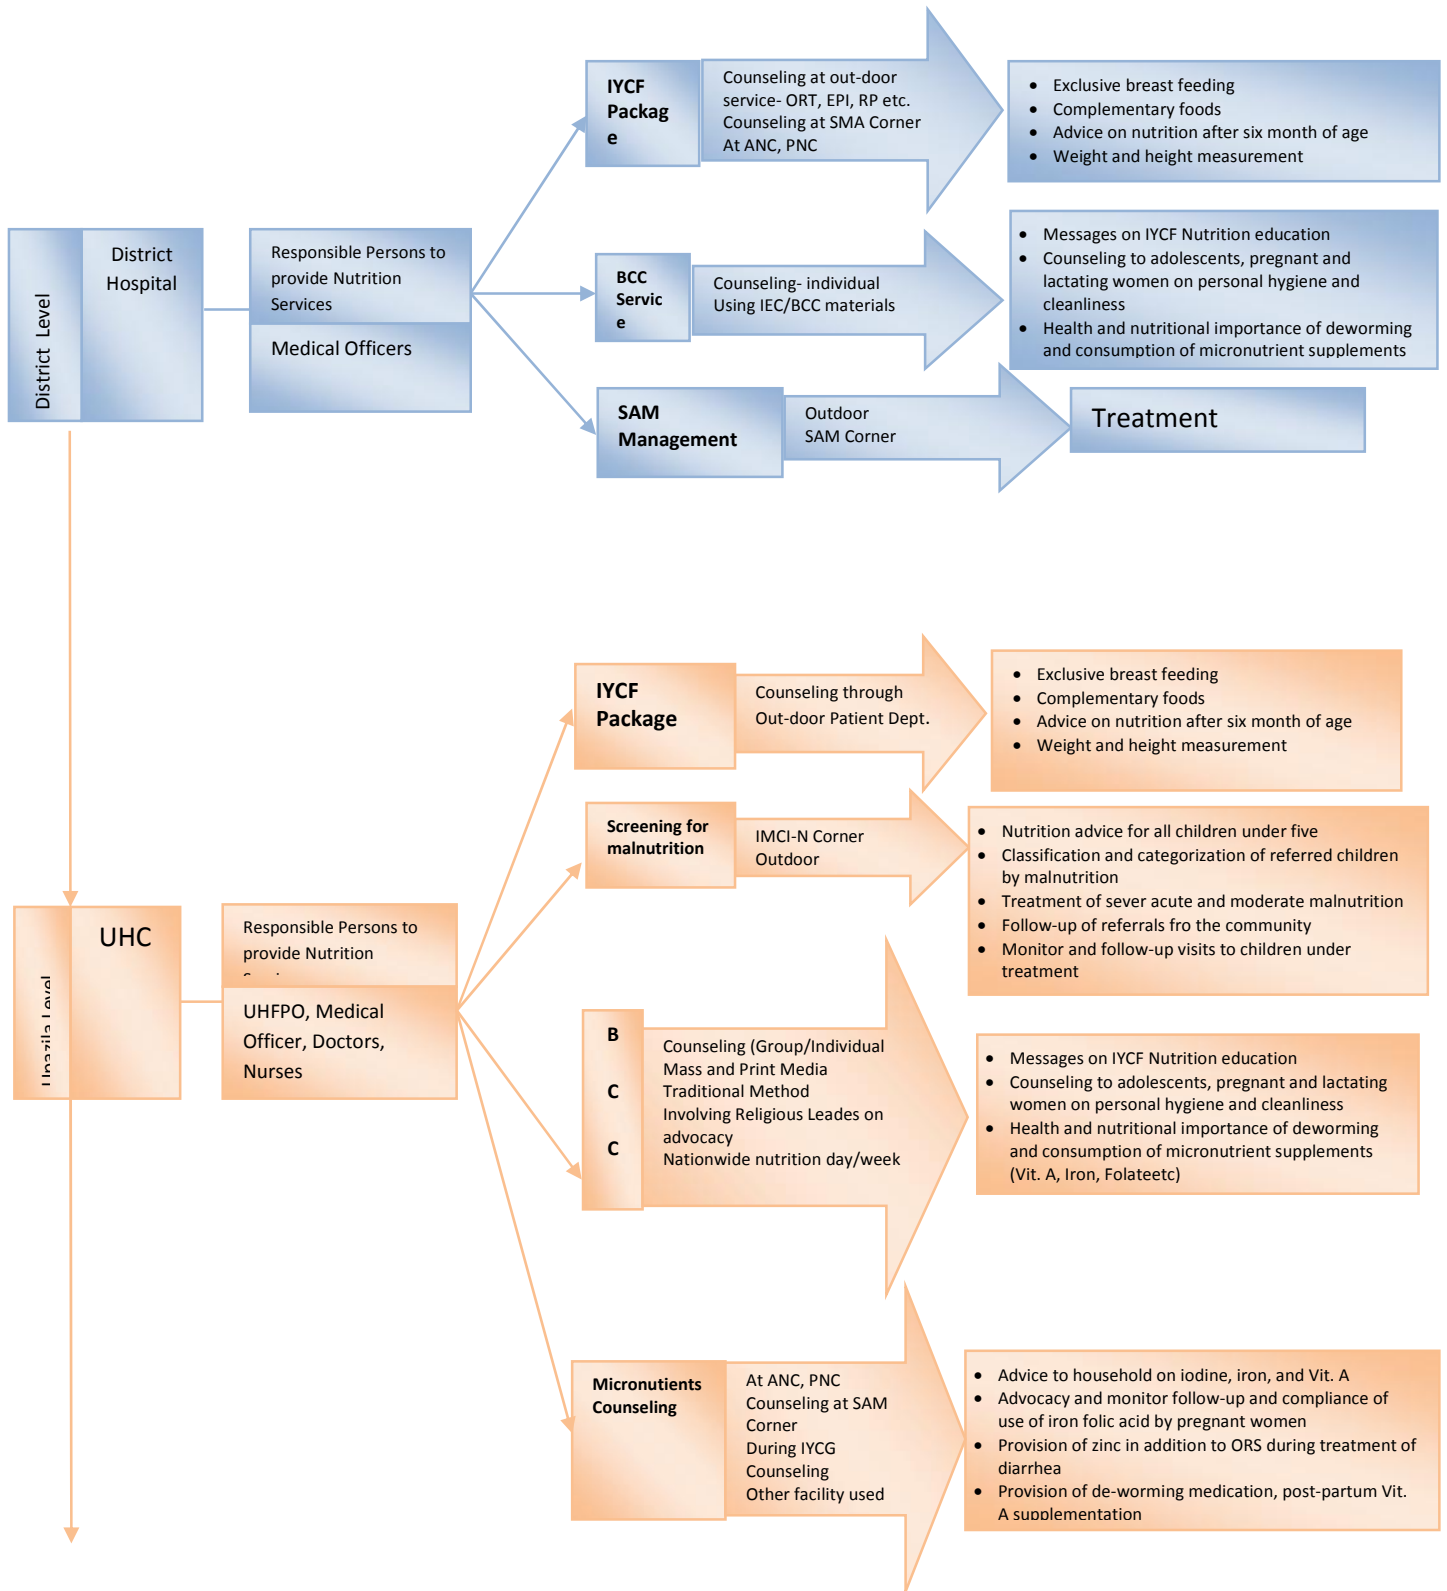 IYCF
Packag
e
Counseling at out-door
service- ORT, EPI, RP etc.
Counseling at SMA Corner
At ANC, PNC
• Exclusive breast feeding
• Complementary foods
• Advice on nutrition after six month of age
• Weight and height measurement
District Level
District
Hospital
Responsible Persons to
provide Nutrition
Services
Medical Officers
BCC
Servic
e
Counseling- individual
Using IEC/BCC materials
• Messages on IYCF Nutrition education
• Counseling to adolescents, pregnant and
lactating women on personal hygiene and
cleanliness
• Health and nutritional importance of deworming
and consumption of micronutrient supplements
SAM
Management
Outdoor
SAM Corner
Treatment
IYCF
Package
Counseling through
Out-door Patient Dept.
• Exclusive breast feeding
• Complementary foods
• Advice on nutrition after six month of age
• Weight and height measurement
Screening for
malnutrition
IMCI-N Corner
Outdoor
• Nutrition advice for all children under five
• Classification and categorization of referred children
by malnutrition
• Treatment of sever acute and moderate malnutrition
• Follow-up of referrals fro the community
• Monitor and follow-up visits to children under
treatment
Upazila Level
UHC
Responsible Persons to
provide Nutrition
UHFPO, Medical
Officer, Doctors,
Nurses
B
C
C
Counseling (Group/Individual
Mass and Print Media
Traditional Method
Involving Religious Leades on
advocacy
Nationwide nutrition day/week
• Messages on IYCF Nutrition education
• Counseling to adolescents, pregnant and lactating
women on personal hygiene and cleanliness
• Health and nutritional importance of deworming
and consumption of micronutrient supplements
(Vit. A, Iron, Folateetc)
Micronutients
Counseling
At ANC, PNC
Counseling at SAM
Corner
During IYCG
Counseling
Other facility used
• Advice to household on iodine, iron, and Vit. A
• Advocacy and monitor follow-up and compliance of
use of iron folic acid by pregnant women
• Provision of zinc in addition to ORS during treatment of
diarrhea
• Provision of de-worming medication, post-partum Vit.
A supplementation